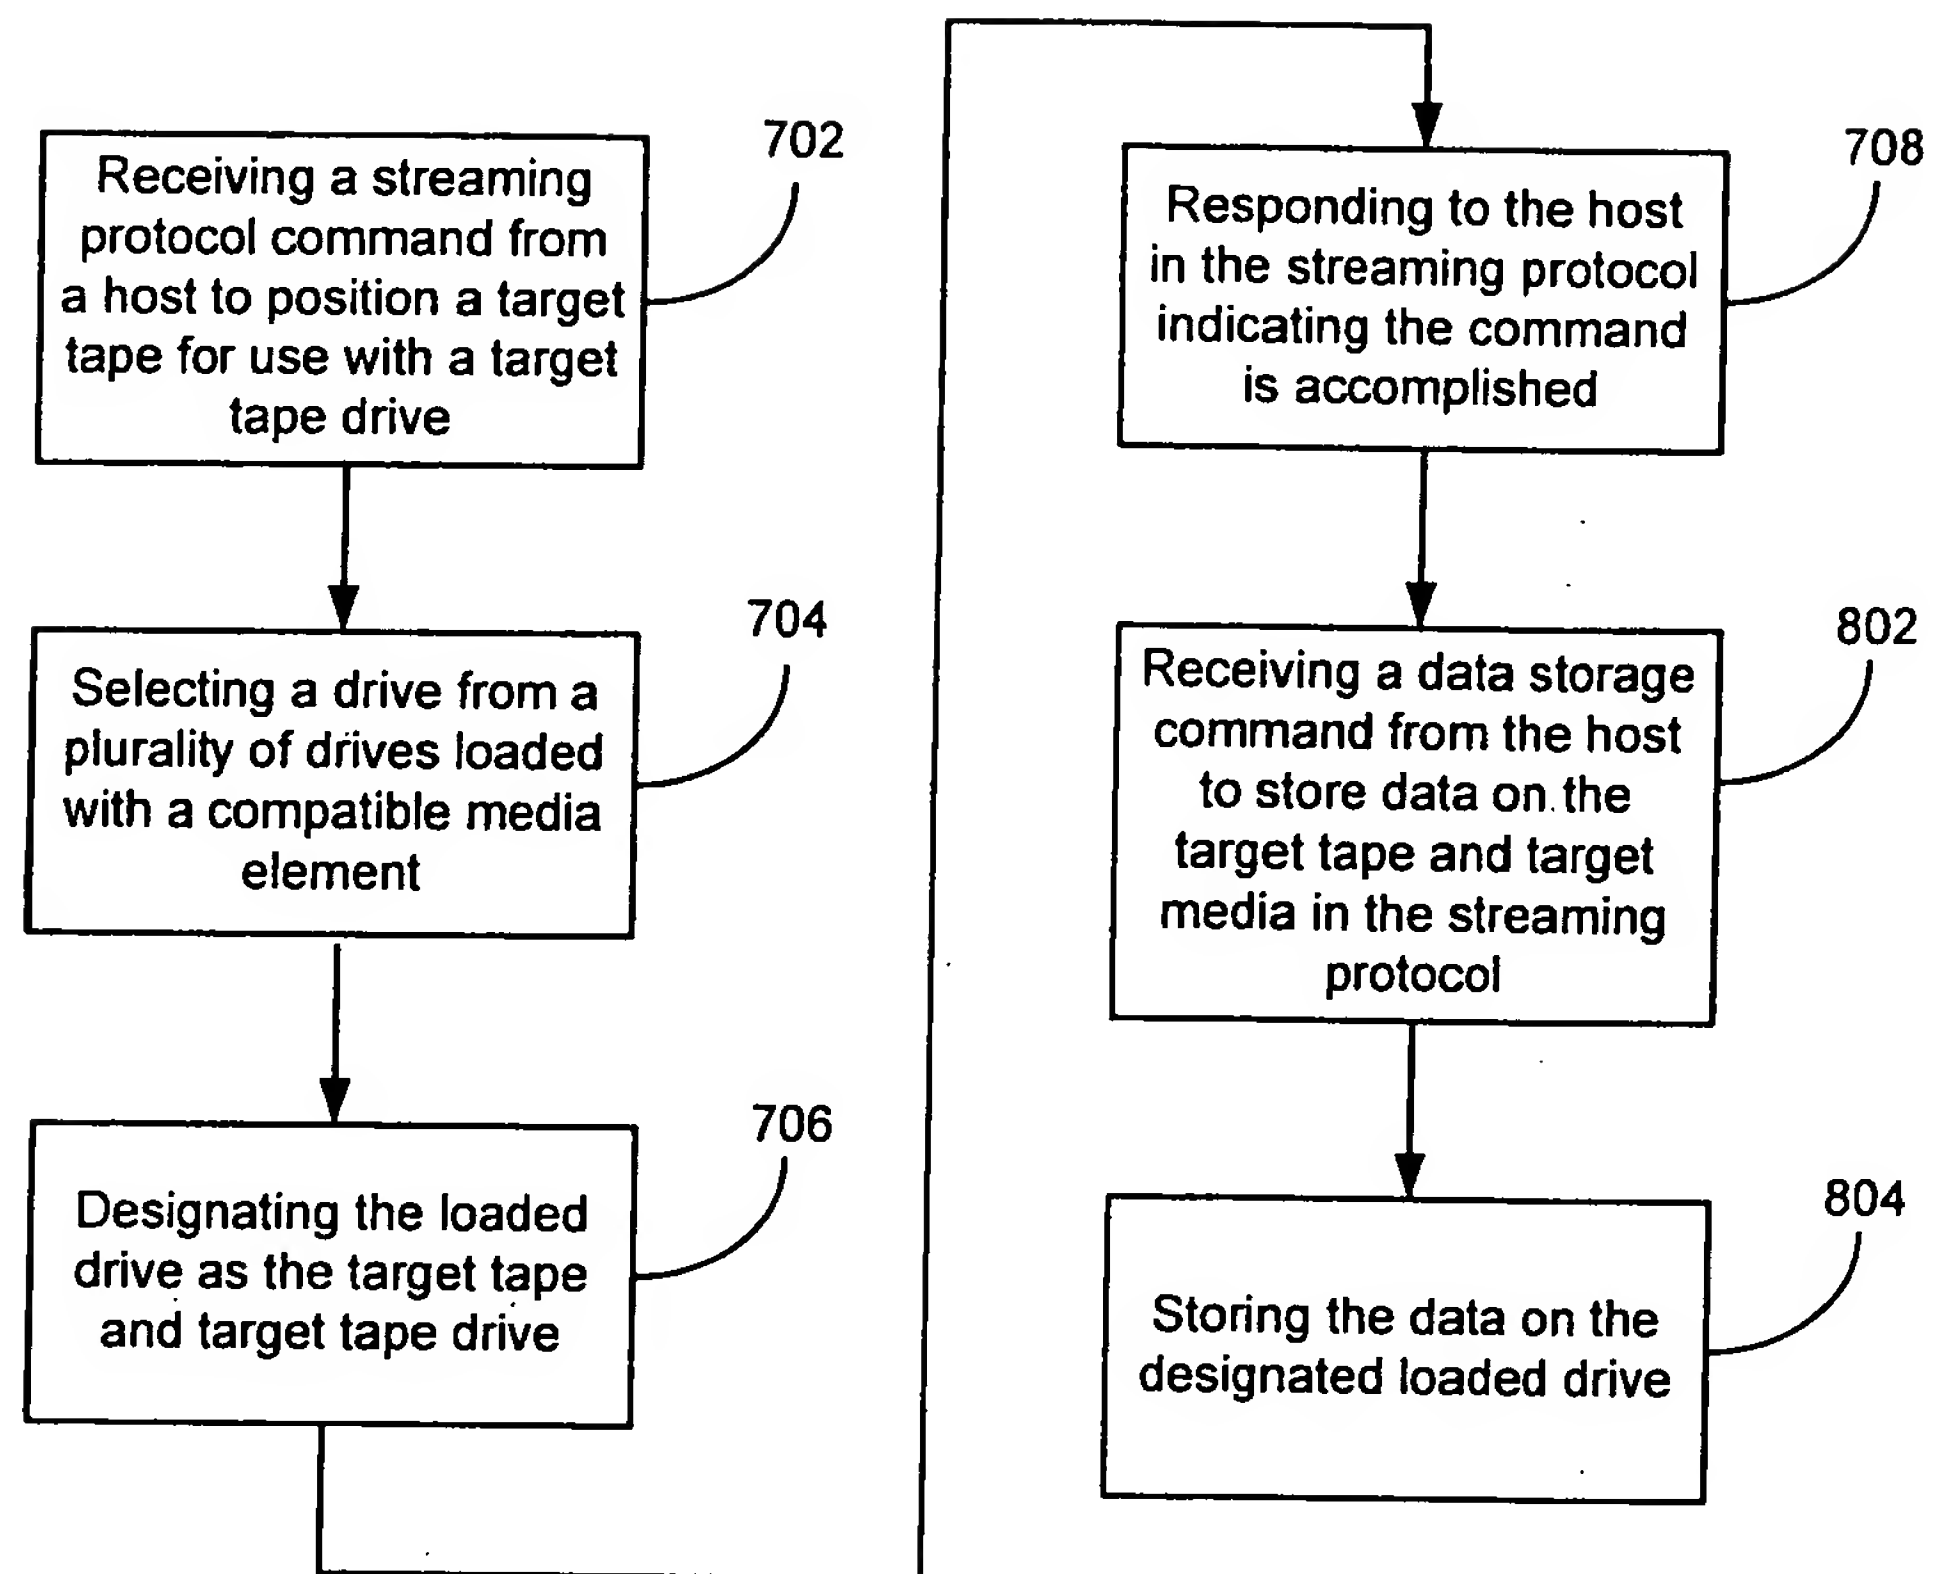 702
Receiving a streaming
protocol command from
a host to position a target
tape for use with a target
tape drive
704
Selecting a drive from a
plurality of drives loaded
with a compatible media
element
706
Designating the loaded
drive as the target tape
and target tape drive
708
Responding to the host
in the streaming protocol
indicating the command
is accomplished
802
Receiving a data storage
command from the host
to store data on the
target tape and target
media in the streaming
protocol
804
Storing the data on the
designated loaded drive